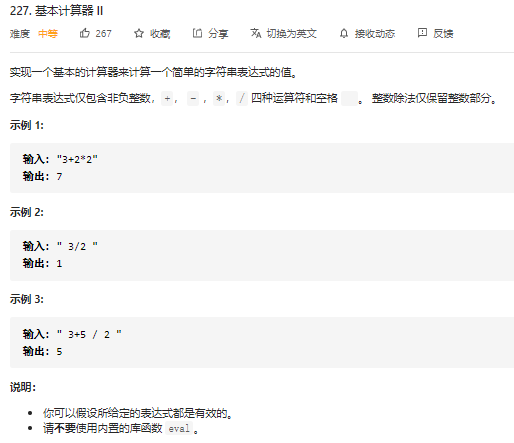 227. 基本计算器 II
难度 中等 267 收藏 分享 切换为英文 接收动态 反馈
实现一个基本的计算器来计算一个简单的字符串表达式的值。
字符串表达式仅包含非负整数，+， - ，*，/ 四种运算符和空格 。 整数除法仅保留整数部分。
示例 1:
输入: "3+2*2"
输出: 7
示例 2:
输入: " 3/2 "
输出: 1
示例 3:
输入: " 3+5 / 2 "
输出: 5
说明：
• 你可以假设所给定的表达式都是有效的。
• 请不要使用内置的库函数 eval。